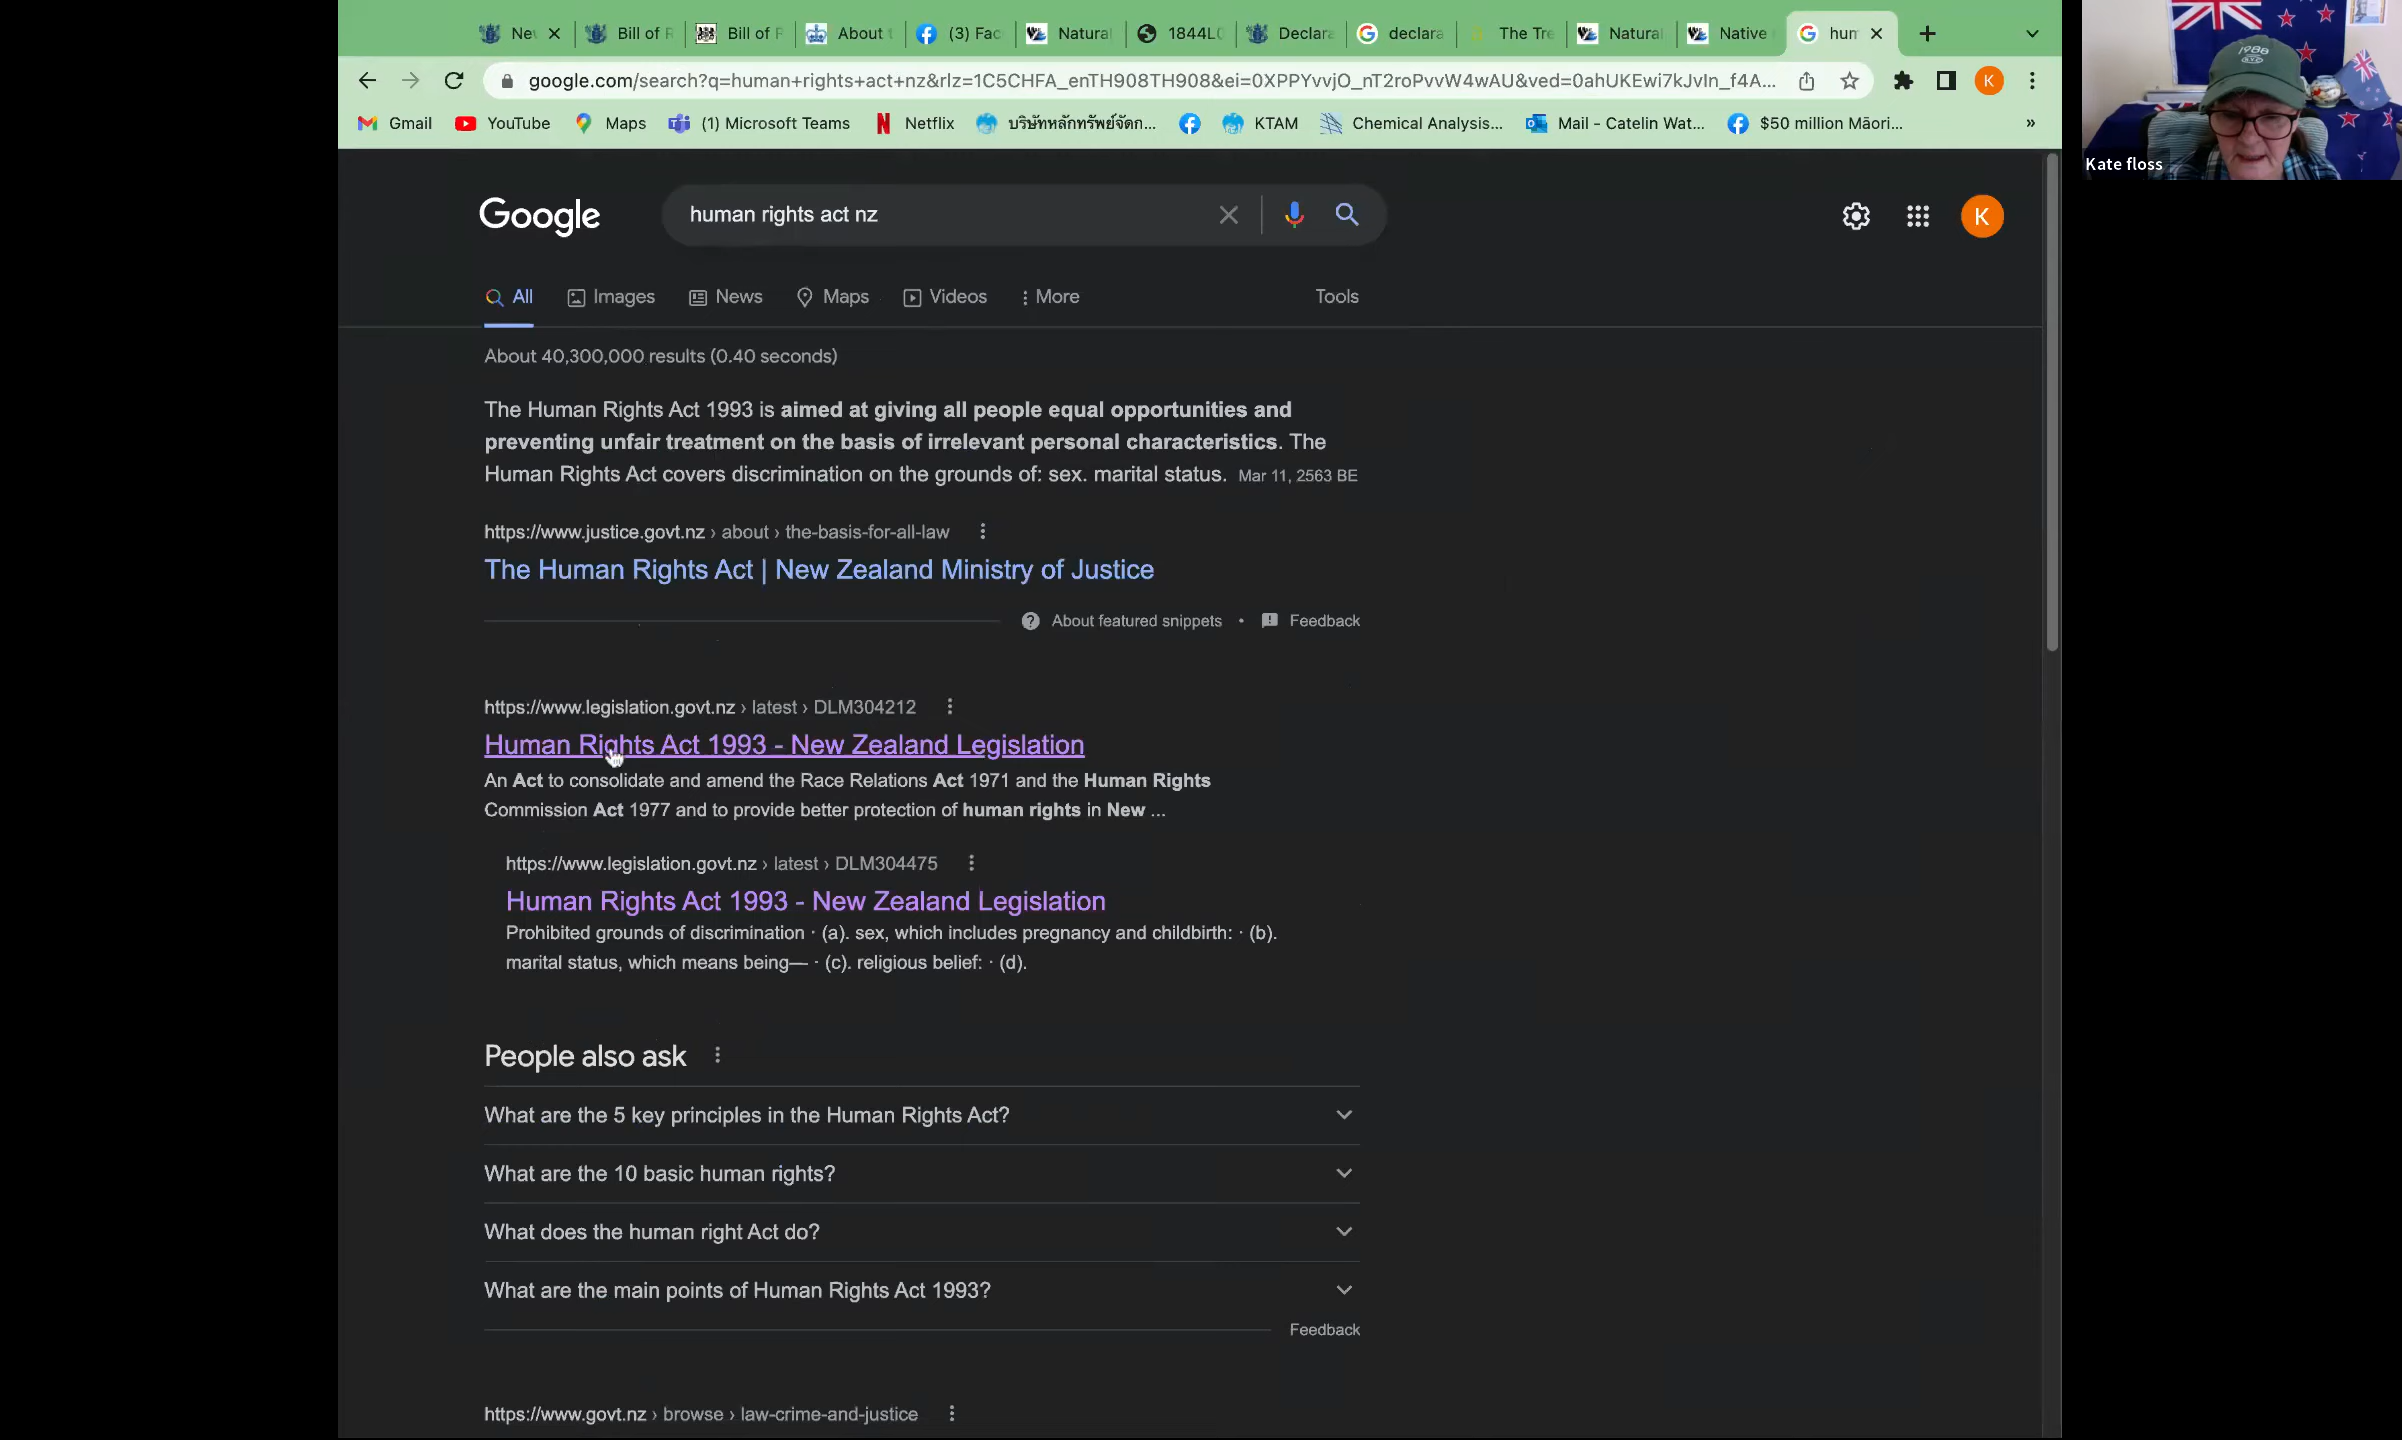 Nev
Bill of R
Bill of F
About t
(3) Fac
Natura
1844LC
Declara
declara
The Tre
Natura
Native
hum
google.com/search?q=human+rights+act+nz&rlz=1C5CHFA_enTH908TH908&ei=0XPPYvvjO_nT2roPvvW4wAU&ved=0ahUKEwi7kJvIn_f4A...
K
Gmail
YouTube
Maps
(1) Microsoft Teams
Netflix
บริษัทหลักทรัพย์จัดก...
KTAM
Chemical Analysis...
Mail - Catelin Wat...
$50 million Māori...
»
1988
Kate floss
Google
human rights act nz
K
All
Images
News
Maps
Videos
More
Tools
About 40,300,000 results (0.40 seconds)
The Human Rights Act 1993 is aimed at giving all people equal opportunities and
preventing unfair treatment on the basis of irrelevant personal characteristics. The
Human Rights Act covers discrimination on the grounds of: sex. marital status. Mar 11, 2563 BE
https://www.justice.govt.nz › about › the-basis-for-all-law
The Human Rights Act | New Zealand Ministry of Justice
About featured snippets • Feedback
https://www.legislation.govt.nz › latest › DLM304212
Human Rights Act 1993 - New Zealand Legislation
An Act to consolidate and amend the Race Relations Act 1971 and the Human Rights
Commission Act 1977 and to provide better protection of human rights in New ...
https://www.legislation.govt.nz › latest › DLM304475
Human Rights Act 1993 - New Zealand Legislation
Prohibited grounds of discrimination · (a). sex, which includes pregnancy and childbirth: · (b).
marital status, which means being— · (c). religious belief: · (d).
People also ask
What are the 5 key principles in the Human Rights Act?
What are the 10 basic human rights?
What does the human right Act do?
What are the main points of Human Rights Act 1993?
Feedback
https://www.govt.nz › browse › law-crime-and-justice